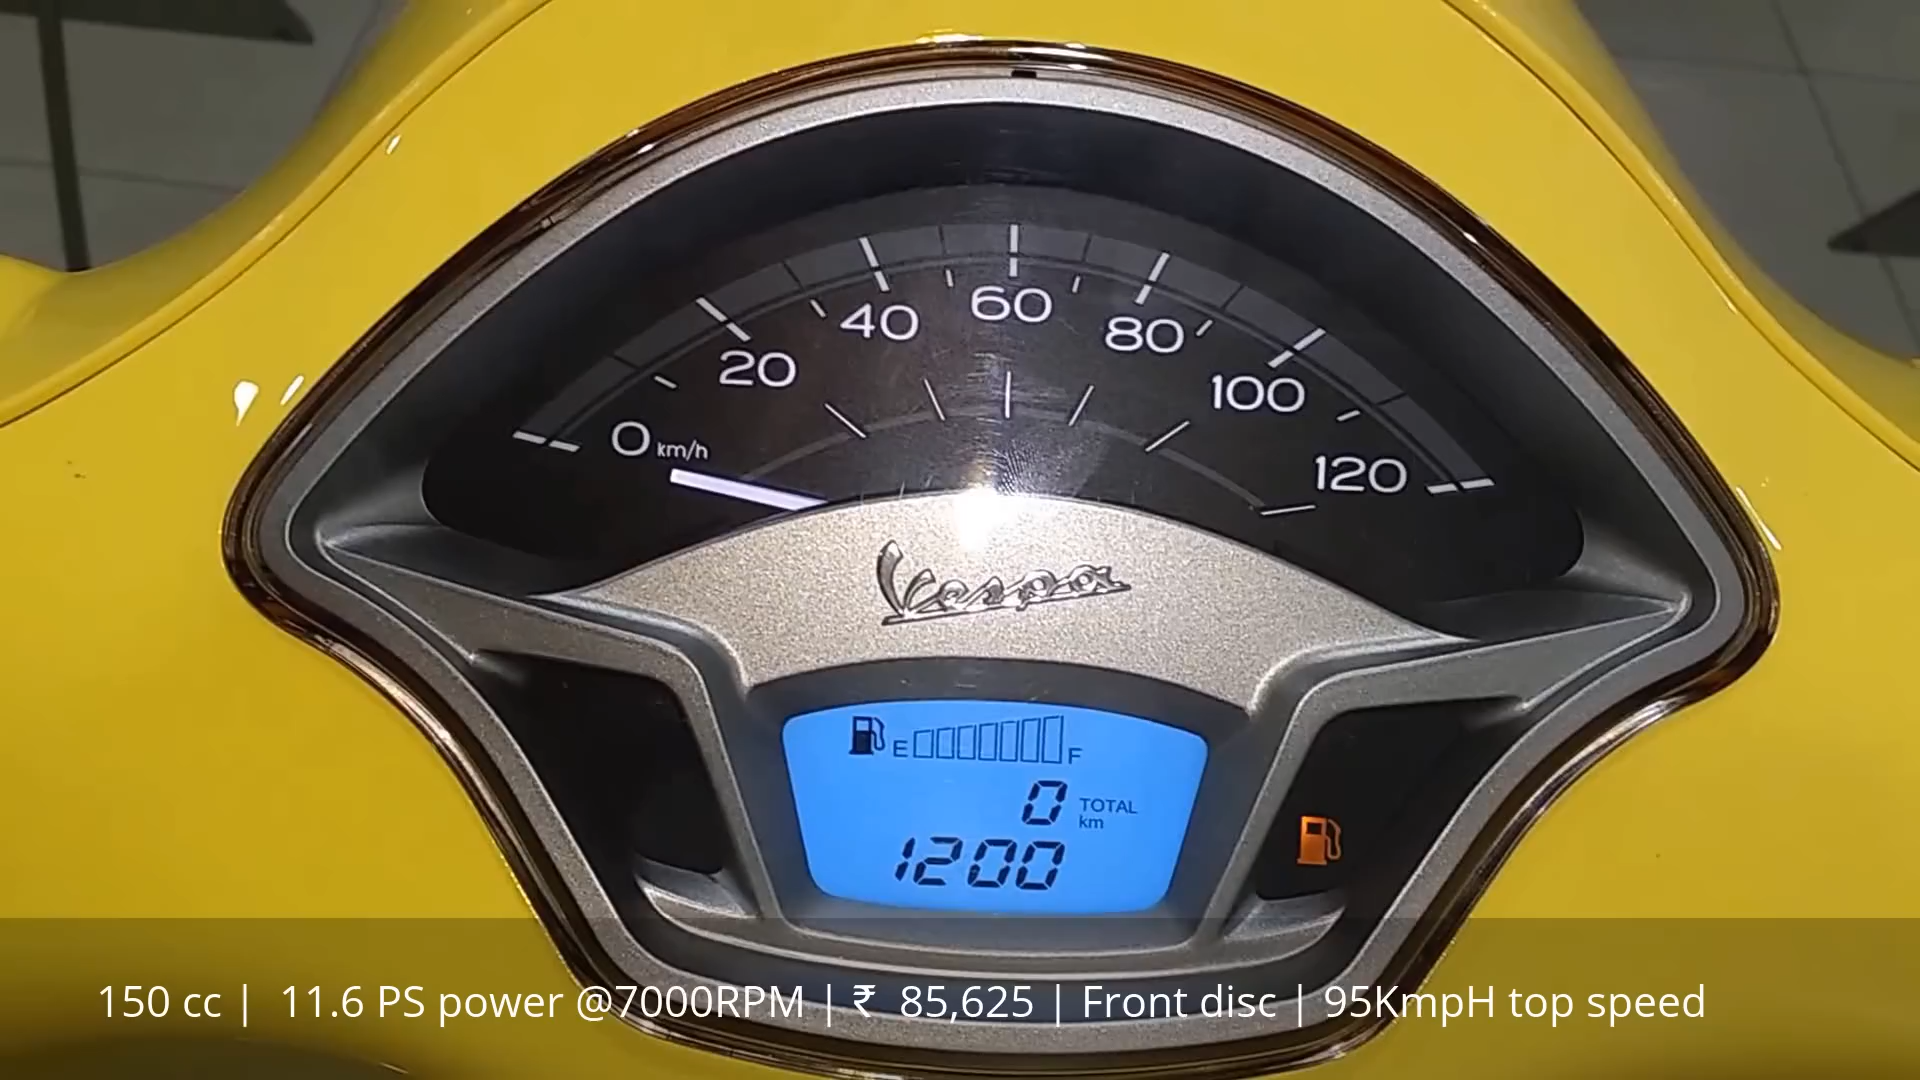 0 km/h 20 40 60 80 100 120
Vespa
E F
0 TOTAL km
1200
150 cc | 11.6 PS power @7000RPM | ₹ 85,625 | Front disc | 95KmpH top speed